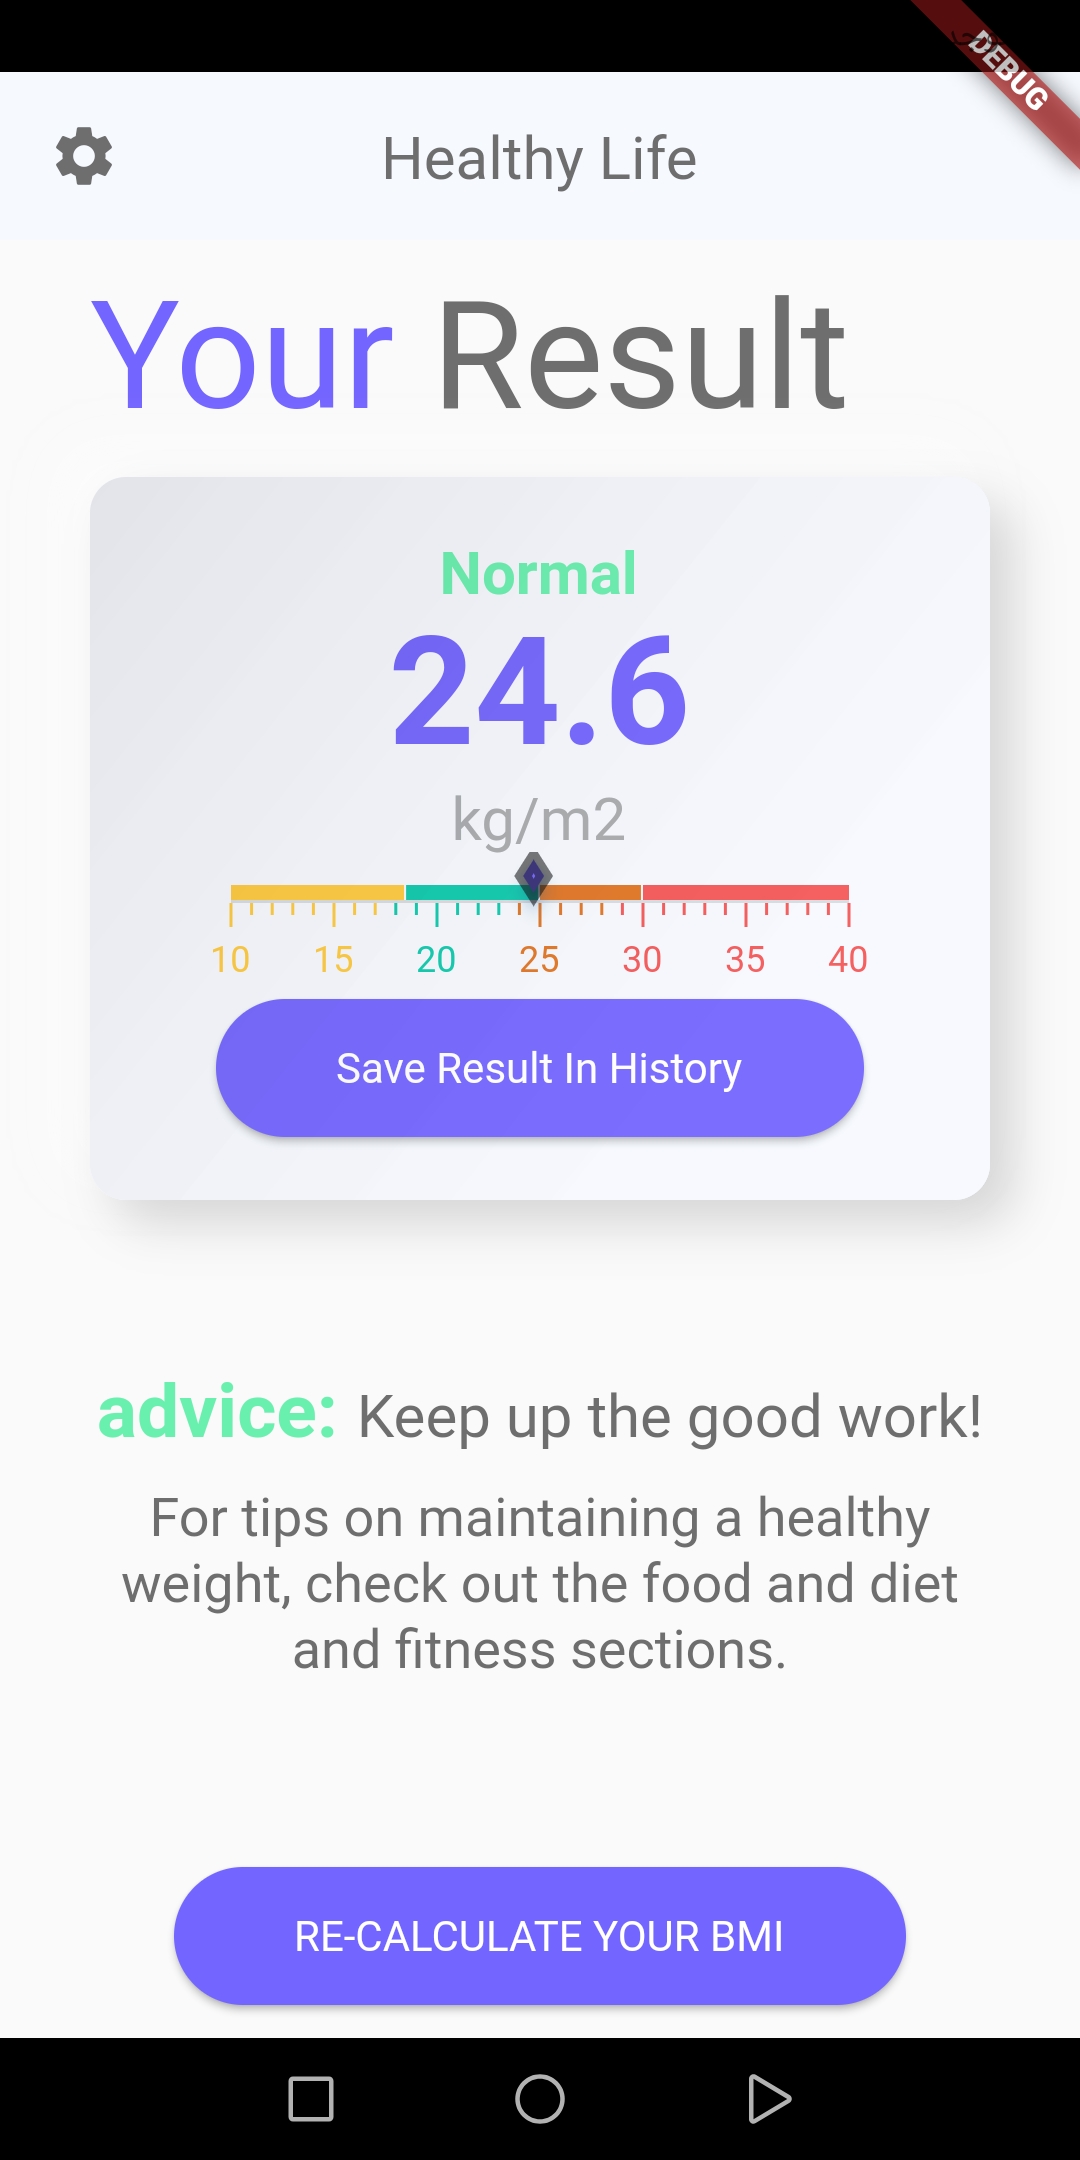 DEBUG
Healthy Life
Your Result
Normal
24.6
kg/m2
10 15 20 25 30 35 40
Save Result In History
advice: Keep up the good work!
For tips on maintaining a healthy
weight, check out the food and diet
and fitness sections.
RE-CALCULATE YOUR BMI